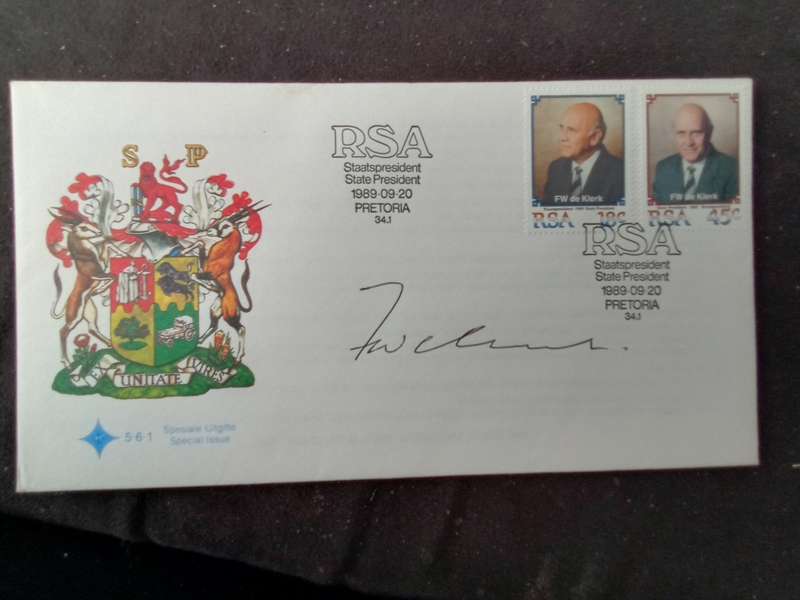 SP
RSA
Staatspresident
State President
1989·09·20
PRETORIA
34.1
FW de Klerk
RSA 18c
FW de Klerk
RSA 45c
RSA
Staatspresident
State President
1989·09·20
PRETORIA
34.1
EX UNITATE VIRES
5·6·1
Spesiale Uitgifte
Special Issue